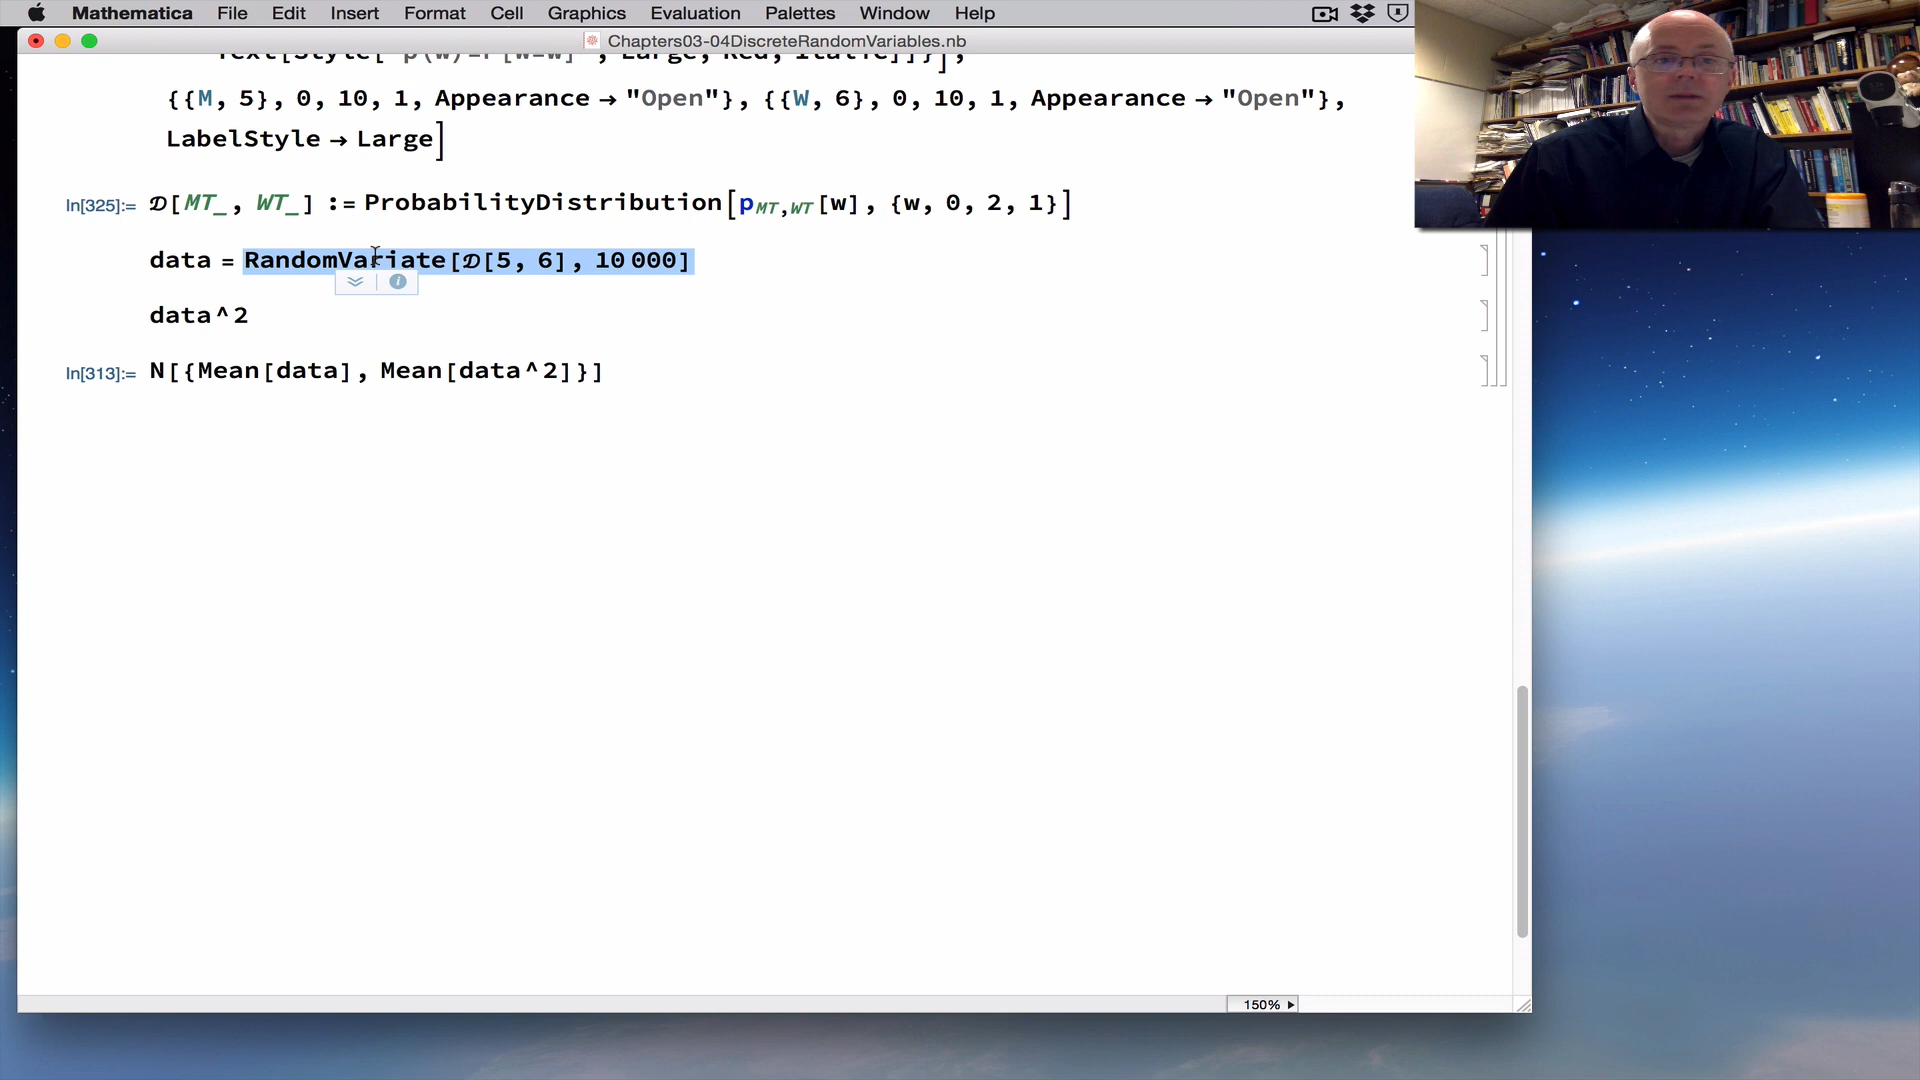 Mathematica File Edit Insert Format Cell Graphics Evaluation Palettes Window Help
Chapters03-04DiscreteRandomVariables.nb
{{M, 5}, 0, 10, 1, Appearance → "Open"}, {{W, 6}, 0, 10, 1, Appearance → "Open"},
LabelStyle → Large]
In[325]:= 𝒟[MT_, WT_] := ProbabilityDistribution[p_MT,WT[w], {w, 0, 2, 1}]
data = RandomVariate[𝒟[5, 6], 10 000]
data^2
In[313]:= N[{Mean[data], Mean[data^2]}]
150%